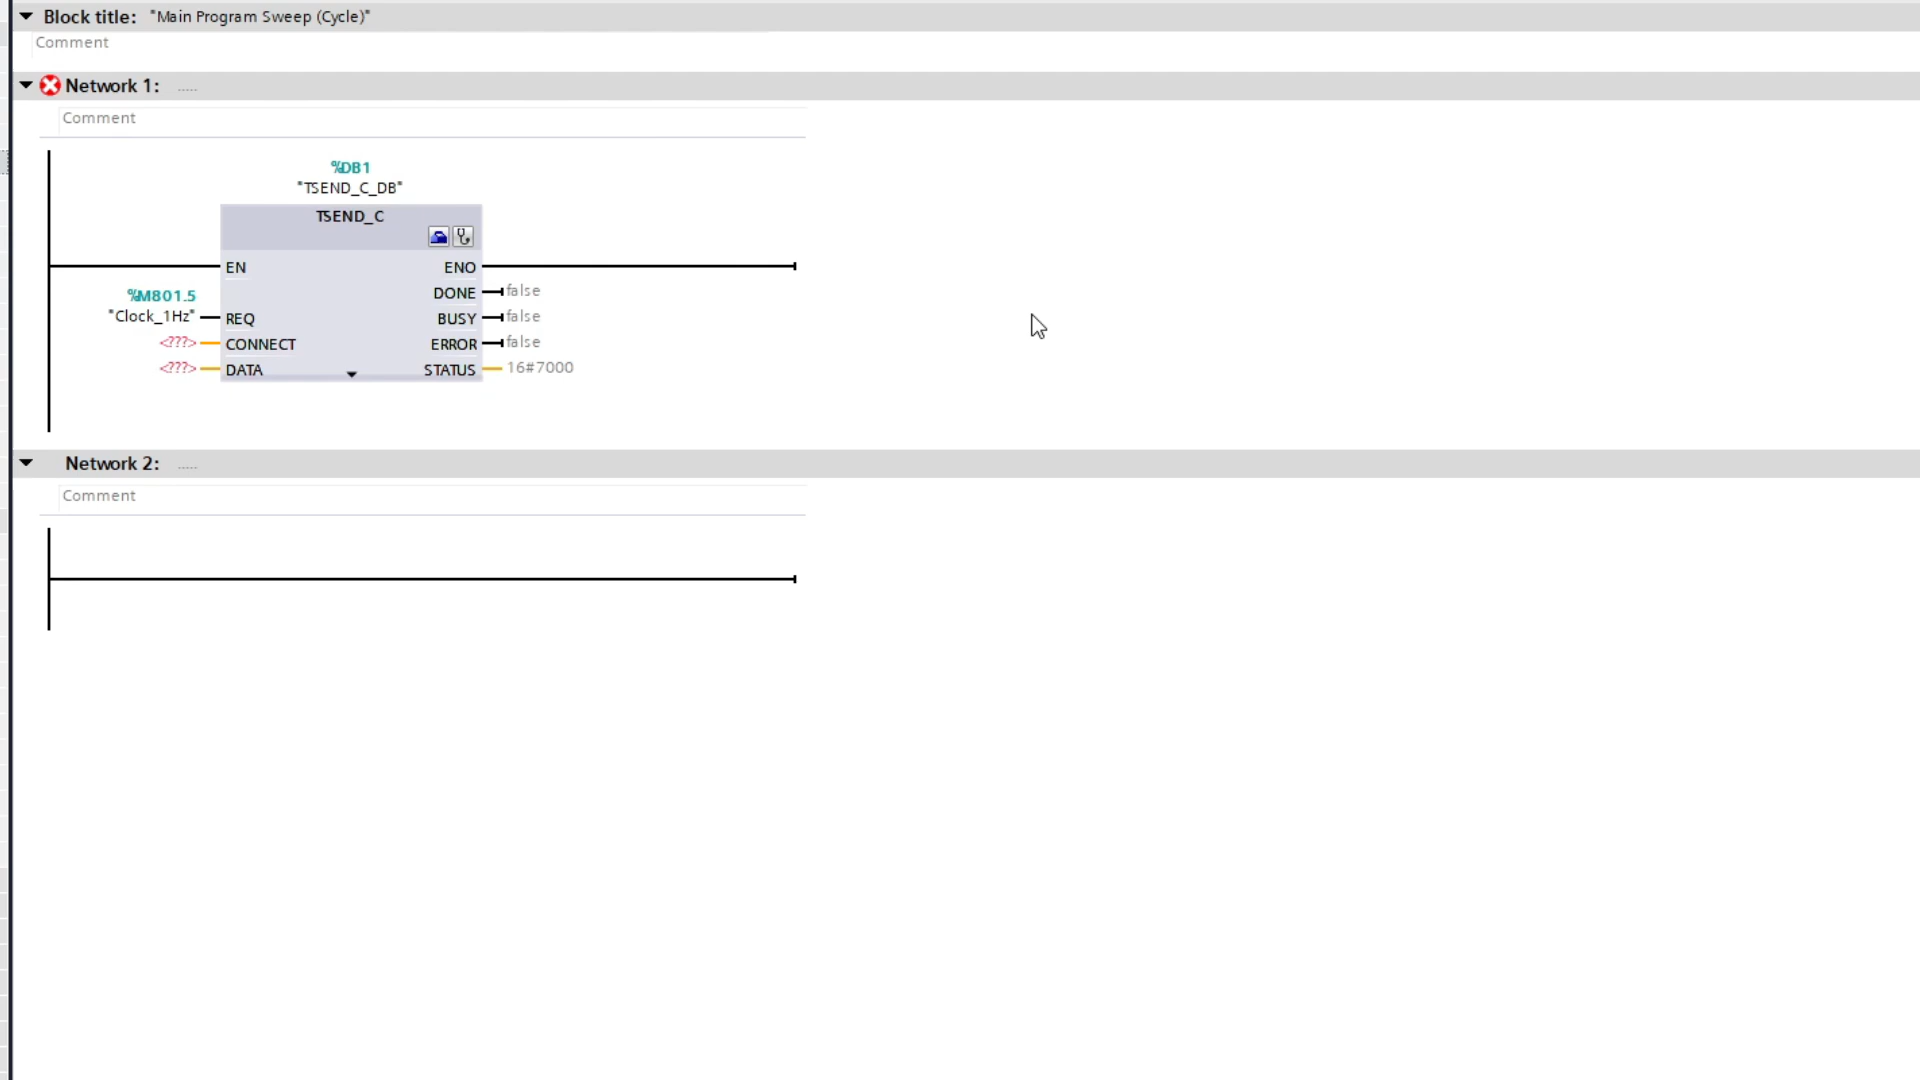 Block title: "Main Program Sweep (Cycle)"
Comment
Network 1: .....
Comment
%DB1
"TSEND_C_DB"
TSEND_C
EN ENO
DONE false
%M801.5
"Clock_1Hz" REQ BUSY false
<???> CONNECT ERROR false
<???> DATA STATUS 16#7000
Network 2: .....
Comment